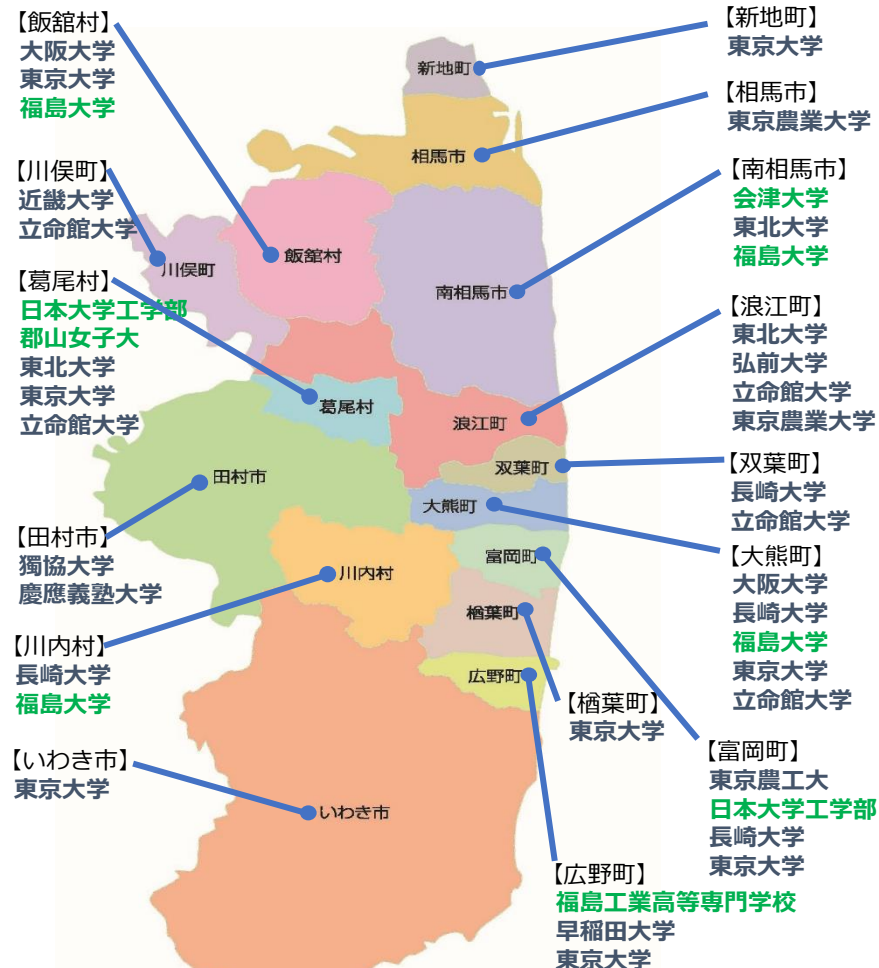 【飯舘村】
大阪大学
東京大学
福島大学
【川俣町】
近畿大学
立命館大学
【葛尾村】
日本大学工学部
郡山女子大
東北大学
東京大学
立命館大学
【田村市】
獨協大学
慶應義塾大学
【川内村】
長崎大学
福島大学
【いわき市】
東京大学
新地町
相馬市
飯舘村
川俣町
南相馬市
葛尾村
浪江町
双葉町
田村市
大熊町
富岡町
川内村
楢葉町
広野町
いわき市
【新地町】
東京大学
【相馬市】
東京農業大学
【南相馬市】
会津大学
東北大学
福島大学
【浪江町】
東北大学
弘前大学
立命館大学
東京農業大学
【双葉町】
長崎大学
立命館大学
【大熊町】
大阪大学
長崎大学
福島大学
東京大学
立命館大学
【楢葉町】
東京大学
【富岡町】
東京農工大
日本大学工学部
長崎大学
東京大学
【広野町】
福島工業高等専門学校
早稲田大学
東京大学